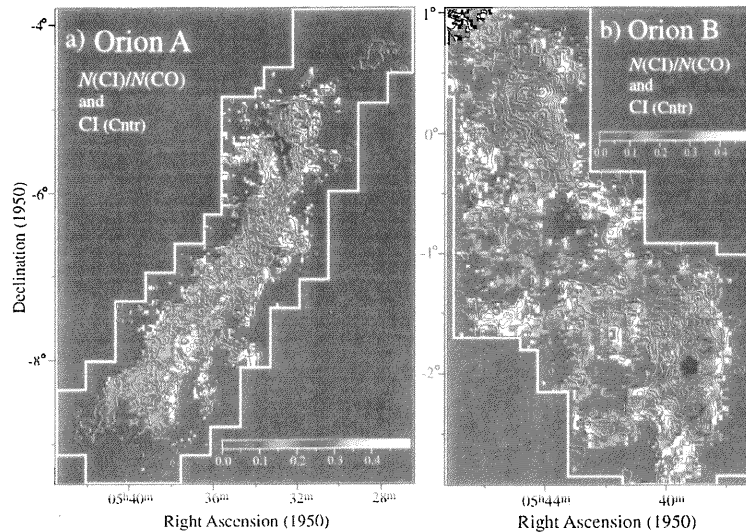 a) Orion A
N(CI)/N(CO)
and
CI (Cntr)
-4°
-6°
-8°
0.0 0.1 0.2 0.3 0.4
05h40m 36m 32m 28m
Right Ascension (1950)
Declination (1950)
b) Orion B
N(CI)/N(CO)
and
CI (Cntr)
0.0 0.1 0.2 0.3 0.4
1°
0°
-1°
-2°
05h44m 40m
Right Ascension (1950)